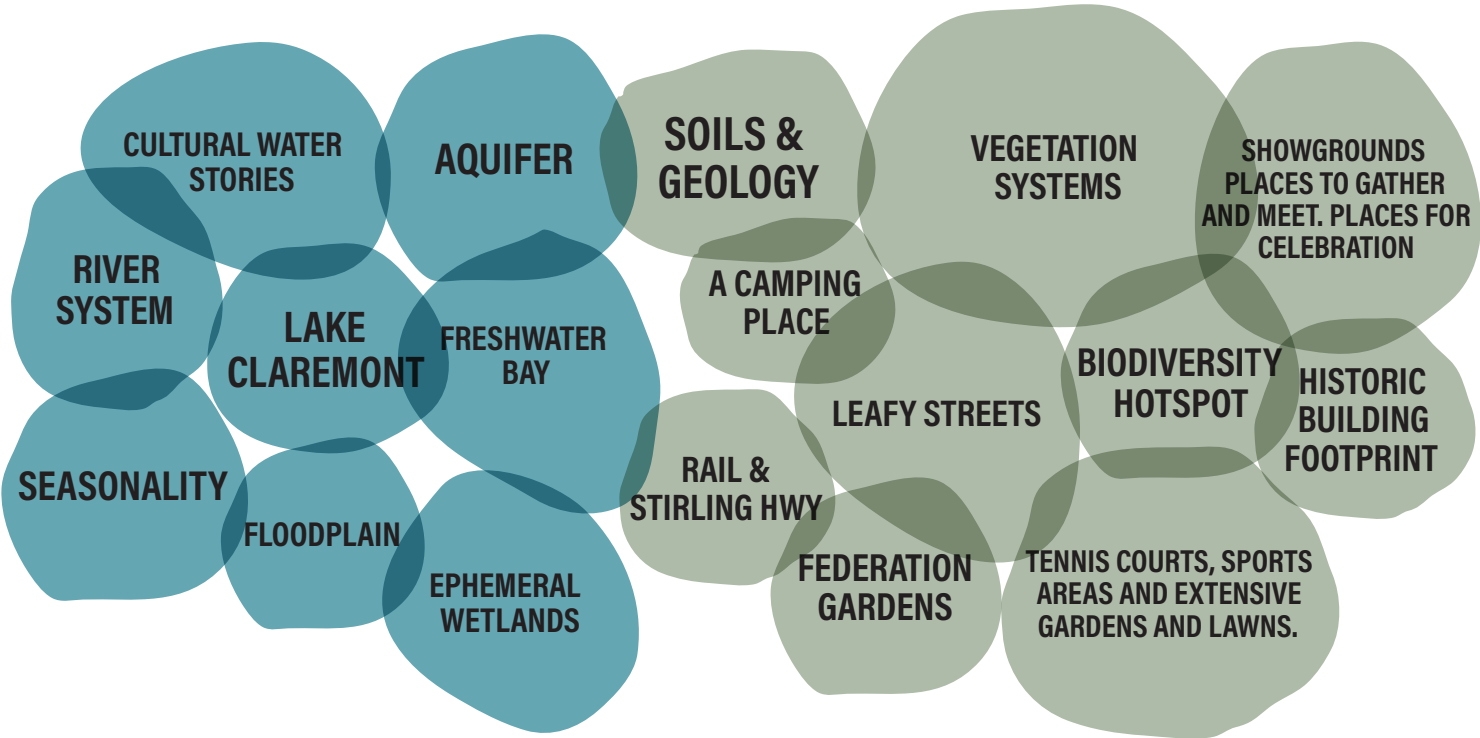 CULTURAL WATER
STORIES
AQUIFER
SOILS &
GEOLOGY
VEGETATION
SYSTEMS
SHOWGROUNDS
PLACES TO GATHER
AND MEET. PLACES FOR
CELEBRATION
RIVER
SYSTEM
LAKE
CLAREMONT
FRESHWATER
BAY
A CAMPING
PLACE
LEAFY STREETS
BIODIVERSITY
HOTSPOT
HISTORIC
BUILDING
FOOTPRINT
SEASONALITY
FLOODPLAIN
EPHEMERAL
WETLANDS
RAIL &
STIRLING HWY
FEDERATION
GARDENS
TENNIS COURTS, SPORTS
AREAS AND EXTENSIVE
GARDENS AND LAWNS.